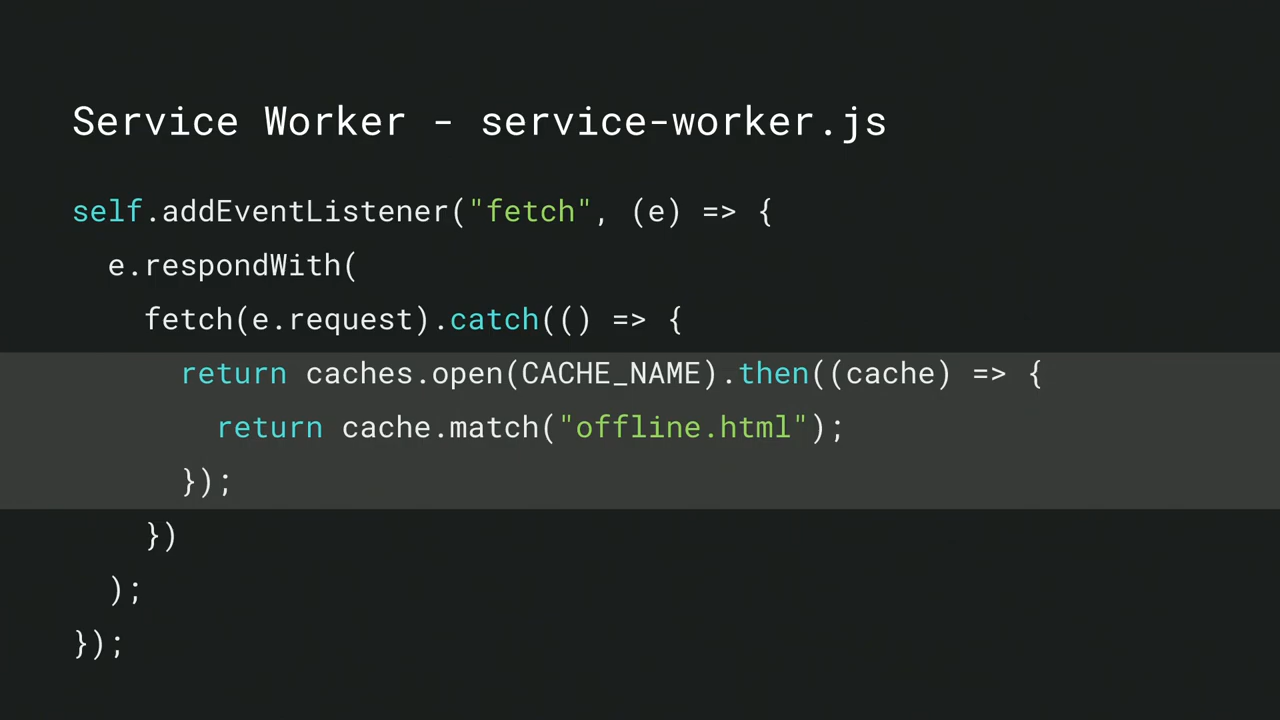 Service Worker - service-worker.js
self.addEventListener("fetch", (e) => {
  e.respondWith(
    fetch(e.request).catch(() => {
      return caches.open(CACHE_NAME).then((cache) => {
        return cache.match("offline.html");
      });
    })
  );
});